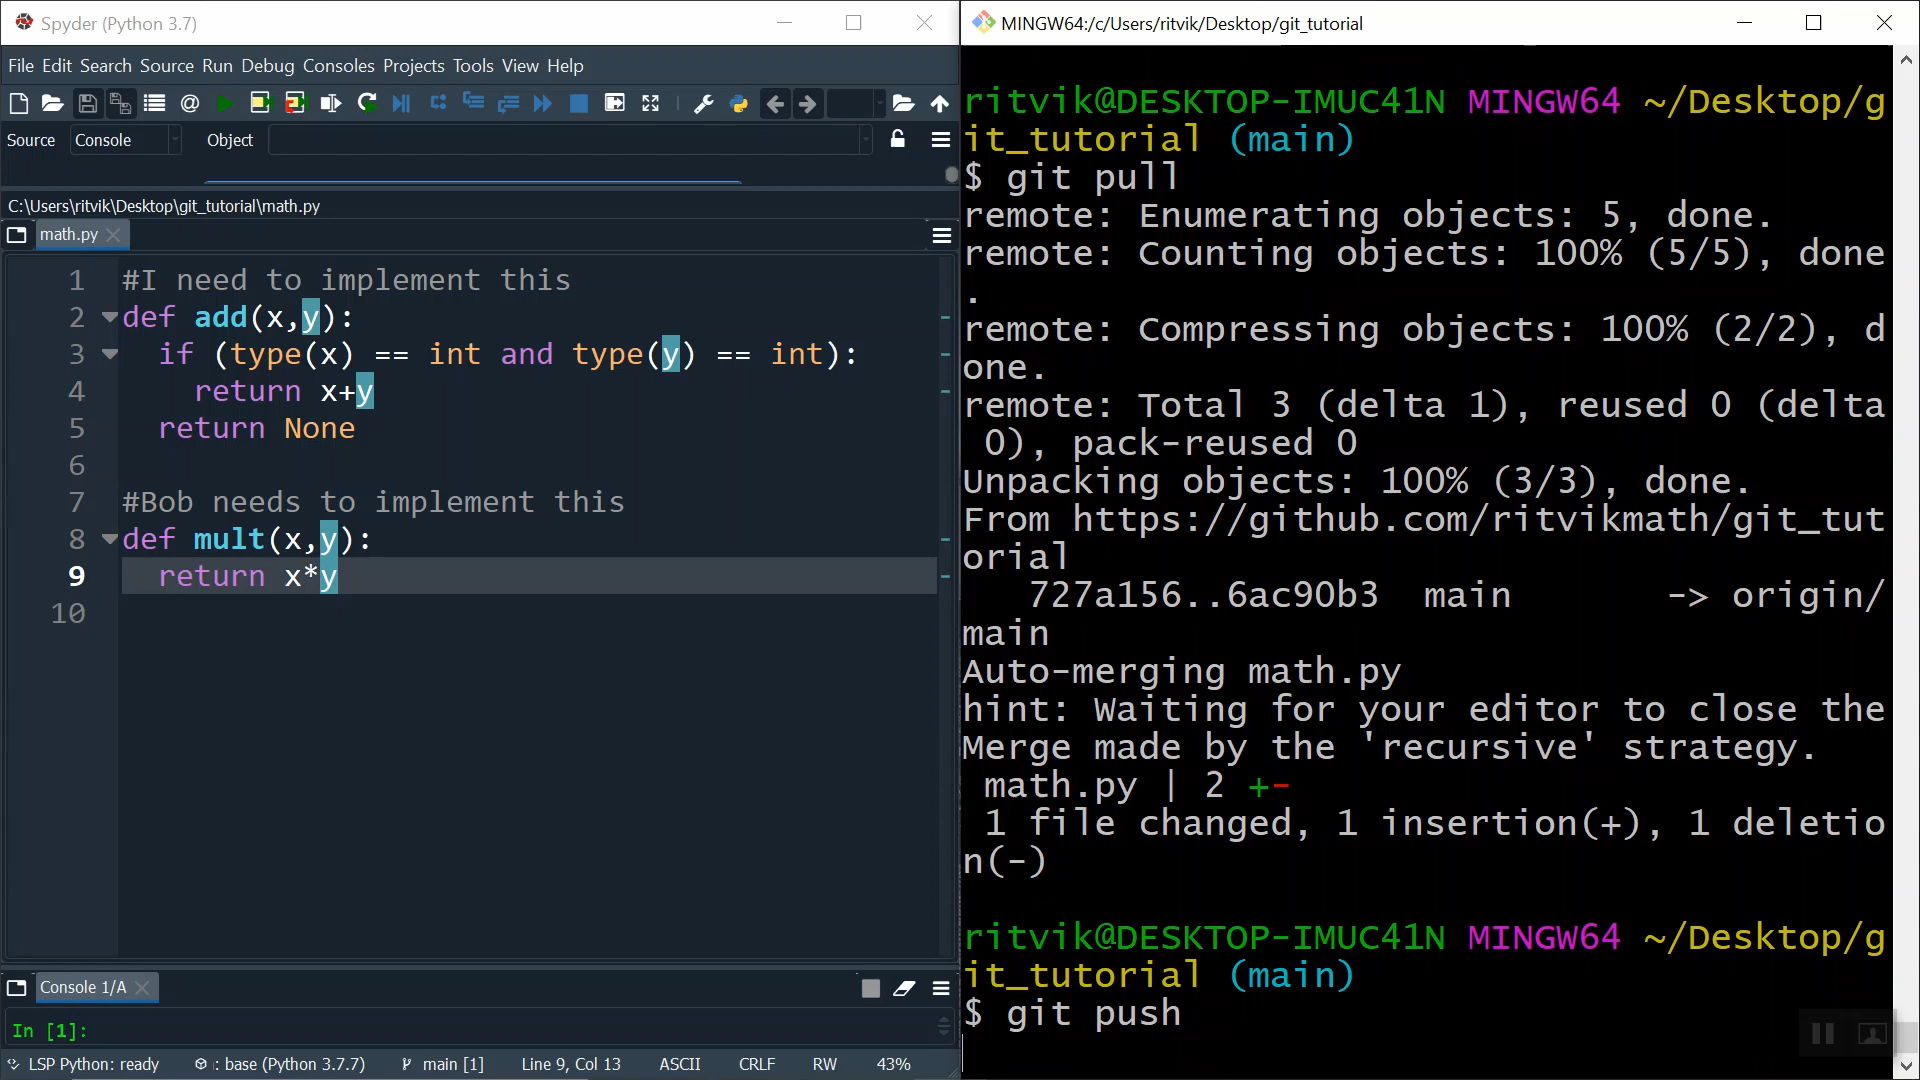 Spyder (Python 3.7)
File Edit Search Source Run Debug Consoles Projects Tools View Help
Source Console Object
C:\Users\ritvik\Desktop\git_tutorial\math.py
math.py
1 #I need to implement this
2 def add(x,y):
3 if (type(x) == int and type(y) == int):
4 return x+y
5 return None
6
7 #Bob needs to implement this
8 def mult(x,y):
9 return x*y
10
Console 1/A
In [1]:
LSP Python: ready : base (Python 3.7.7) main [1] Line 9, Col 13 ASCII CRLF RW 43%
MINGW64:/c/Users/ritvik/Desktop/git_tutorial
ritvik@DESKTOP-IMUC41N MINGW64 ~/Desktop/g
it_tutorial (main)
$ git pull
remote: Enumerating objects: 5, done.
remote: Counting objects: 100% (5/5), done
.
remote: Compressing objects: 100% (2/2), d
one.
remote: Total 3 (delta 1), reused 0 (delta
0), pack-reused 0
Unpacking objects: 100% (3/3), done.
From https://github.com/ritvikmath/git_tut
orial
727a156..6ac90b3 main -> origin/
main
Auto-merging math.py
hint: Waiting for your editor to close the
Merge made by the 'recursive' strategy.
math.py | 2 +-
1 file changed, 1 insertion(+), 1 deletio
n(-)
ritvik@DESKTOP-IMUC41N MINGW64 ~/Desktop/g
it_tutorial (main)
$ git push